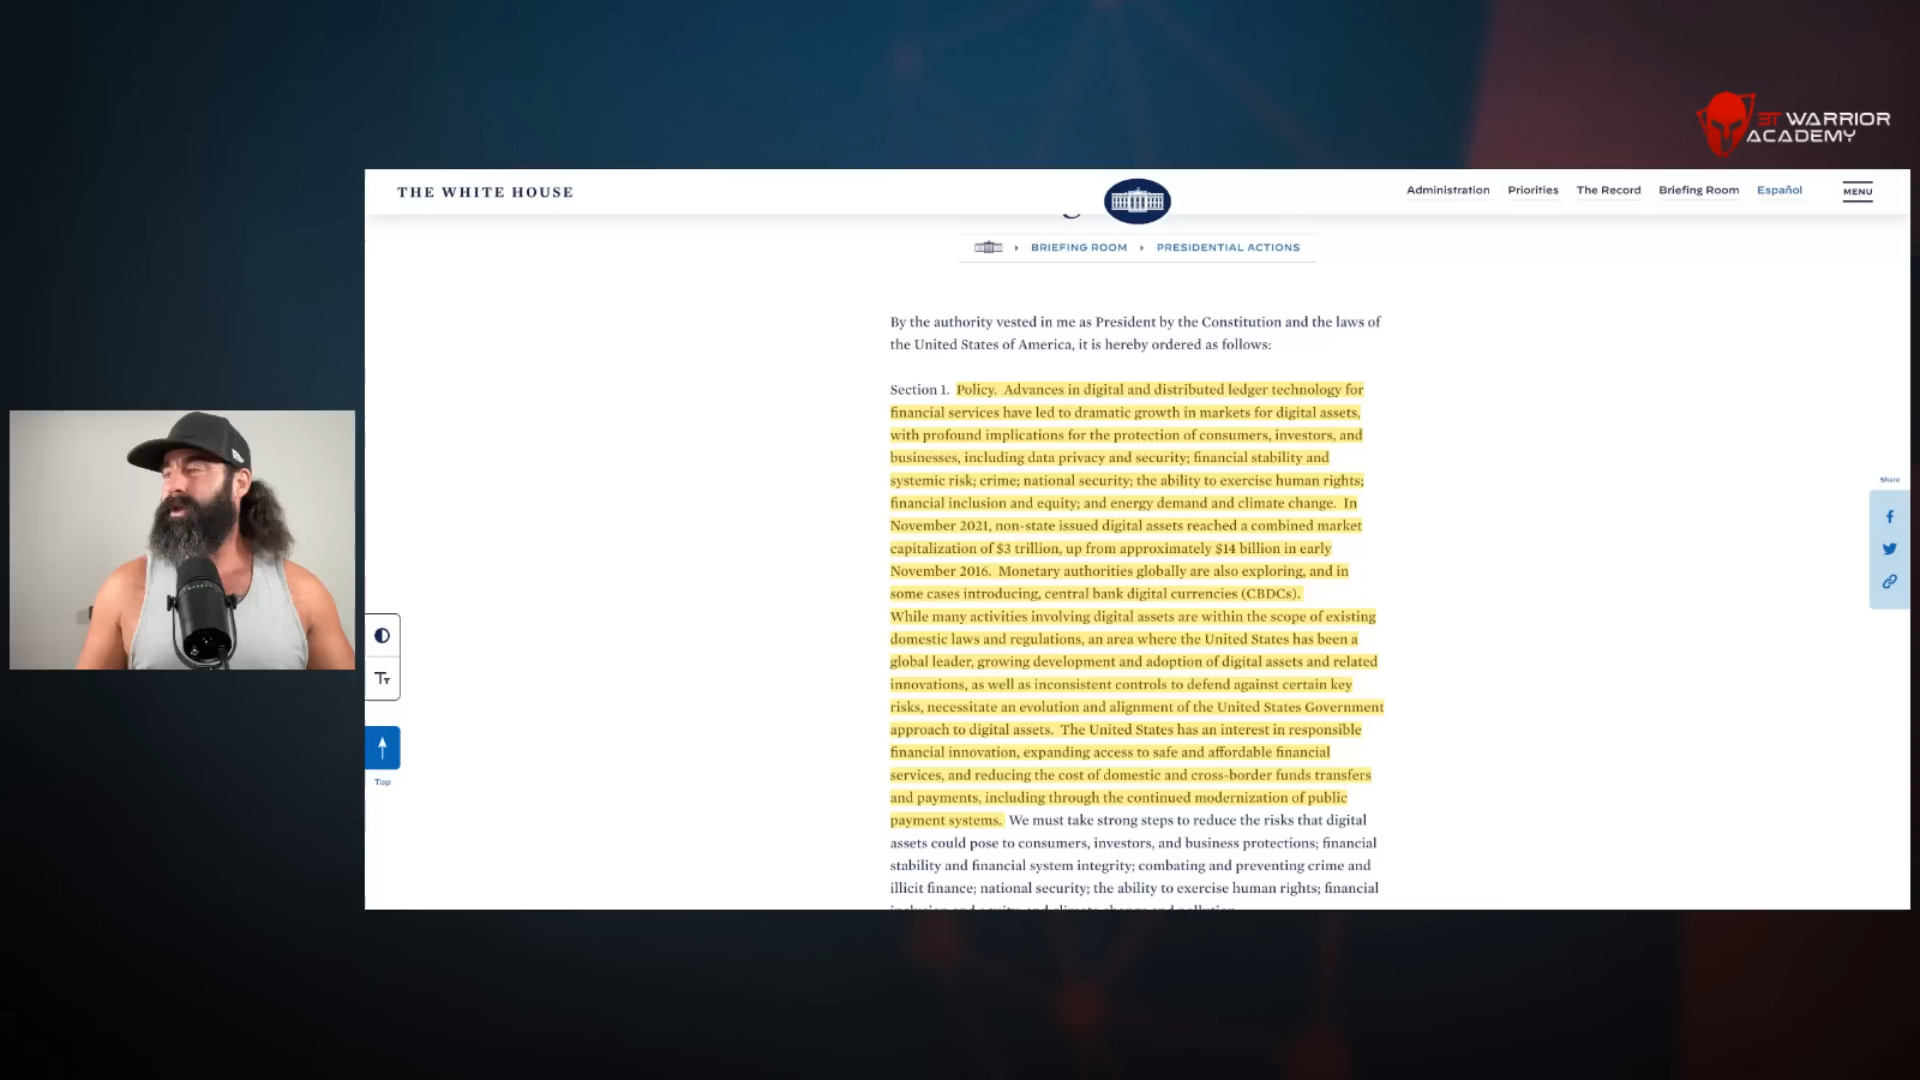 3T WARRIOR
ACADEMY
THE WHITE HOUSE
Administration
Priorities
The Record
Briefing Room
Español
MENU
BRIEFING ROOM
PRESIDENTIAL ACTIONS
By the authority vested in me as President by the Constitution and the laws of
the United States of America, it is hereby ordered as follows:
Section 1.  Policy.  Advances in digital and distributed ledger technology for
financial services have led to dramatic growth in markets for digital assets,
with profound implications for the protection of consumers, investors, and
businesses, including data privacy and security; financial stability and
systemic risk; crime; national security; the ability to exercise human rights;
financial inclusion and equity; and energy demand and climate change.  In
November 2021, non-state issued digital assets reached a combined market
capitalization of $3 trillion, up from approximately $14 billion in early
November 2016.  Monetary authorities globally are also exploring, and in
some cases introducing, central bank digital currencies (CBDCs).
While many activities involving digital assets are within the scope of existing
domestic laws and regulations, an area where the United States has been a
global leader, growing development and adoption of digital assets and related
innovations, as well as inconsistent controls to defend against certain key
risks, necessitate an evolution and alignment of the United States Government
approach to digital assets.  The United States has an interest in responsible
financial innovation, expanding access to safe and affordable financial
services, and reducing the cost of domestic and cross-border funds transfers
and payments, including through the continued modernization of public
payment systems.  We must take strong steps to reduce the risks that digital
assets could pose to consumers, investors, and business protections; financial
stability and financial system integrity; combating and preventing crime and
illicit finance; national security; the ability to exercise human rights; financial
Share
TT
Top